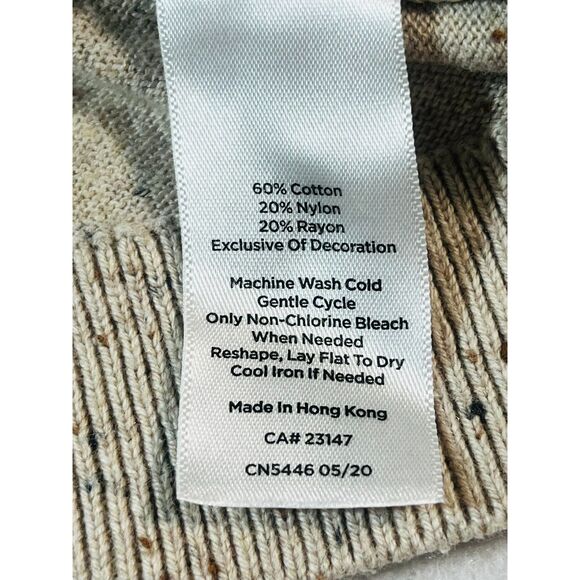 60% Cotton
20% Nylon
20% Rayon
Exclusive Of Decoration
Machine Wash Cold
Gentle Cycle
Only Non-Chlorine Bleach
When Needed
Reshape, Lay Flat To Dry
Cool Iron If Needed
Made In Hong Kong
CA# 23147
CN5446 05/20